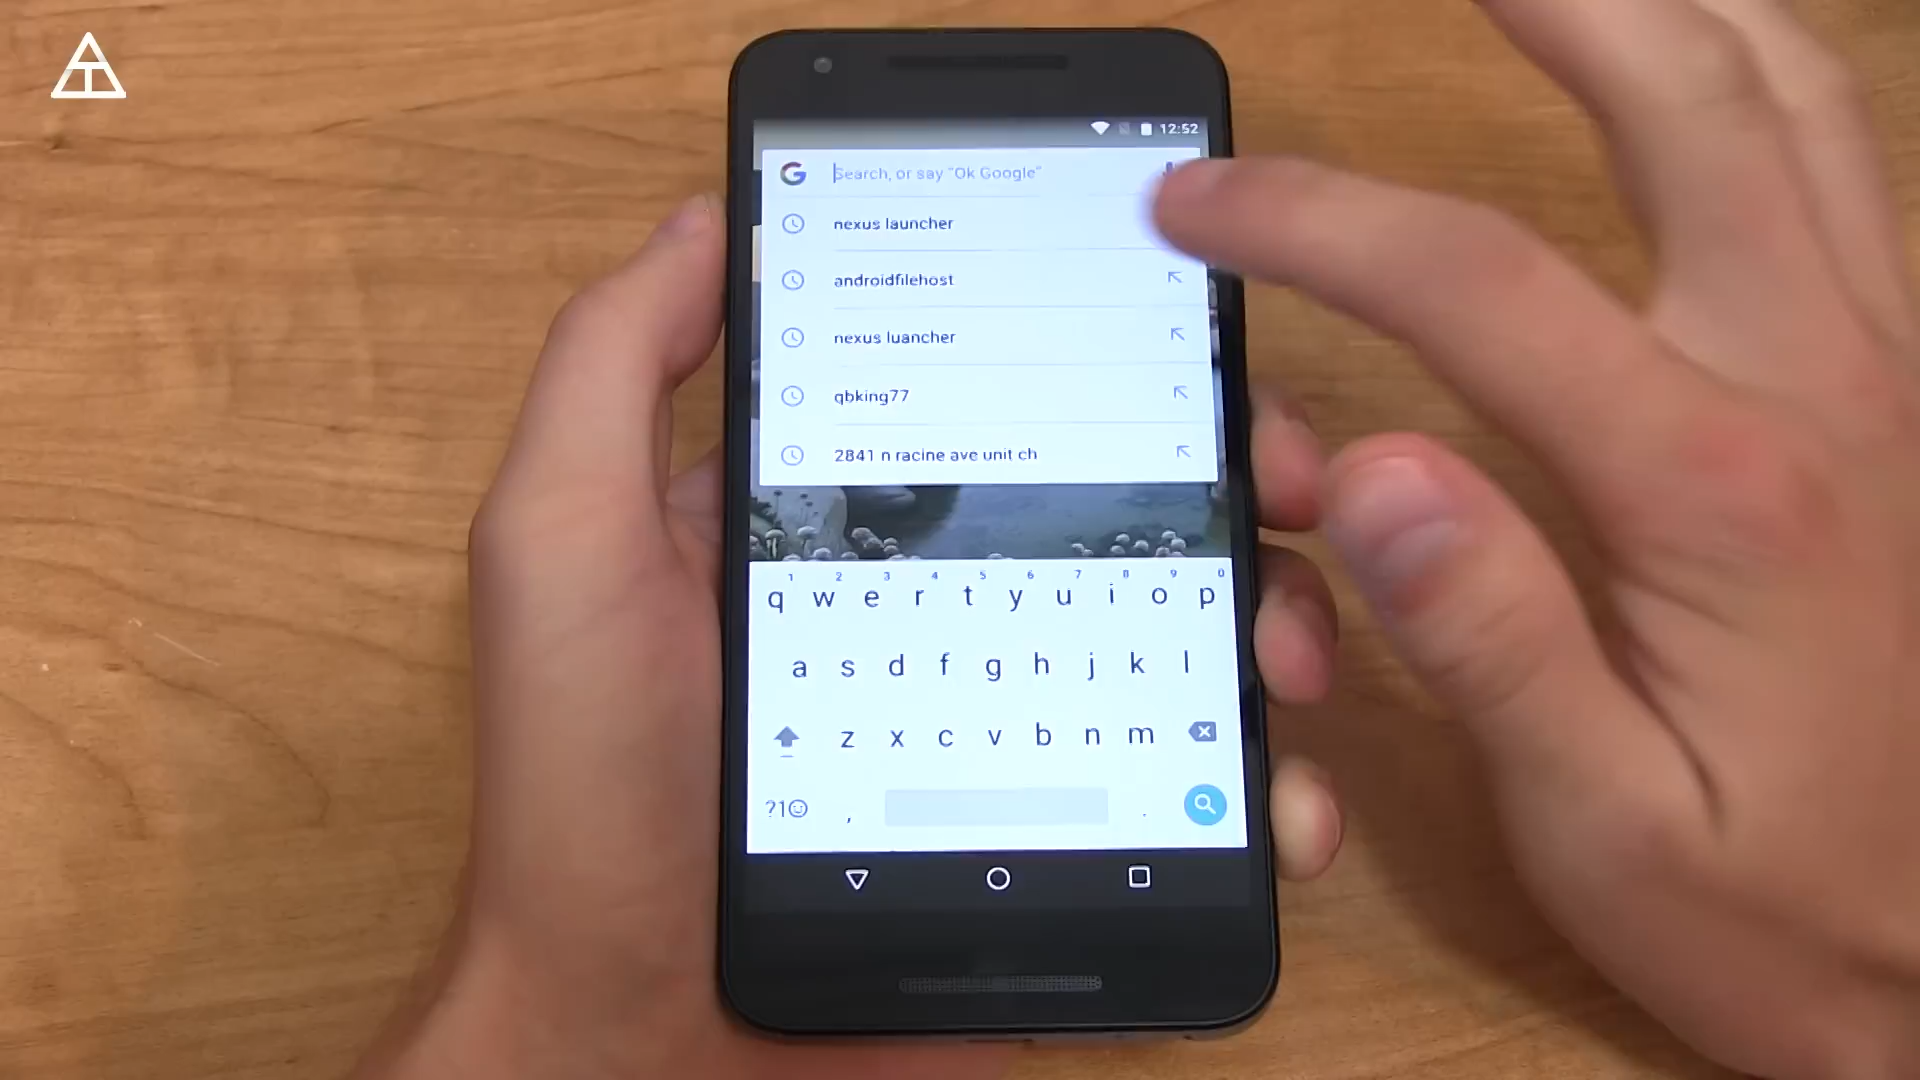 12:52
G Search, or say "Ok Google"
nexus launcher
androidfilehost
nexus luancher
qbking77
2841 n racine ave unit ch
1 2 3 4 5 6 7 8 9 0
q w e r t y u i o p
a s d f g h j k l
z x c v b n m
?1☺ , .